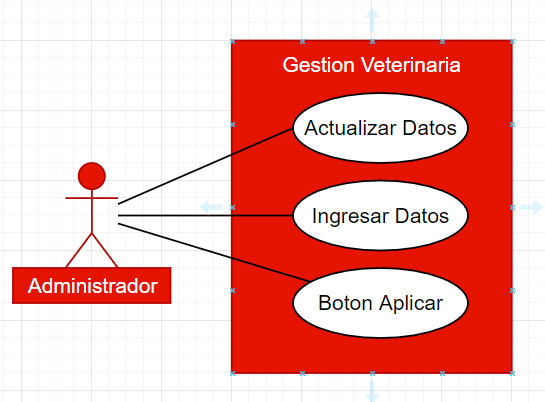 Gestion Veterinaria
Actualizar Datos
Ingresar Datos
Boton Aplicar
Administrador